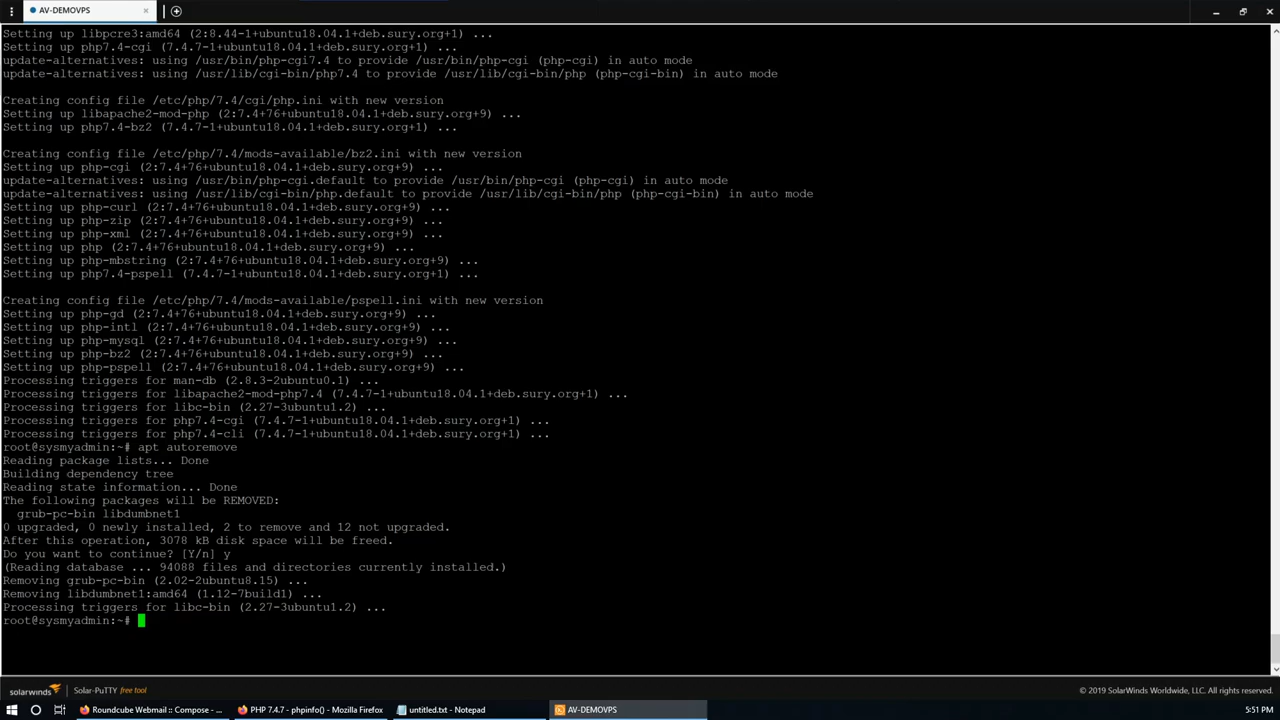 AV-DEMOVPS
Setting up libpcre3:amd64 (2:8.44-1+ubuntu18.04.1+deb.sury.org+1) ...
Setting up php7.4-cgi (7.4.7-1+ubuntu18.04.1+deb.sury.org+1) ...
update-alternatives: using /usr/bin/php-cgi7.4 to provide /usr/bin/php-cgi (php-cgi) in auto mode
update-alternatives: using /usr/lib/cgi-bin/php7.4 to provide /usr/lib/cgi-bin/php (php-cgi-bin) in auto mode
Creating config file /etc/php/7.4/cgi/php.ini with new version
Setting up libapache2-mod-php (2:7.4+76+ubuntu18.04.1+deb.sury.org+9) ...
Setting up php7.4-bz2 (7.4.7-1+ubuntu18.04.1+deb.sury.org+1) ...
Creating config file /etc/php/7.4/mods-available/bz2.ini with new version
Setting up php-cgi (2:7.4+76+ubuntu18.04.1+deb.sury.org+9) ...
update-alternatives: using /usr/bin/php-cgi.default to provide /usr/bin/php-cgi (php-cgi) in auto mode
update-alternatives: using /usr/lib/cgi-bin/php.default to provide /usr/lib/cgi-bin/php (php-cgi-bin) in auto mode
Setting up php-curl (2:7.4+76+ubuntu18.04.1+deb.sury.org+9) ...
Setting up php-zip (2:7.4+76+ubuntu18.04.1+deb.sury.org+9) ...
Setting up php-xml (2:7.4+76+ubuntu18.04.1+deb.sury.org+9) ...
Setting up php (2:7.4+76+ubuntu18.04.1+deb.sury.org+9) ...
Setting up php-mbstring (2:7.4+76+ubuntu18.04.1+deb.sury.org+9) ...
Setting up php7.4-pspell (7.4.7-1+ubuntu18.04.1+deb.sury.org+1) ...
Creating config file /etc/php/7.4/mods-available/pspell.ini with new version
Setting up php-gd (2:7.4+76+ubuntu18.04.1+deb.sury.org+9) ...
Setting up php-intl (2:7.4+76+ubuntu18.04.1+deb.sury.org+9) ...
Setting up php-mysql (2:7.4+76+ubuntu18.04.1+deb.sury.org+9) ...
Setting up php-bz2 (2:7.4+76+ubuntu18.04.1+deb.sury.org+9) ...
Setting up php-pspell (2:7.4+76+ubuntu18.04.1+deb.sury.org+9) ...
Processing triggers for man-db (2.8.3-2ubuntu0.1) ...
Processing triggers for libapache2-mod-php7.4 (7.4.7-1+ubuntu18.04.1+deb.sury.org+1) ...
Processing triggers for libc-bin (2.27-3ubuntu1.2) ...
Processing triggers for php7.4-cgi (7.4.7-1+ubuntu18.04.1+deb.sury.org+1) ...
Processing triggers for php7.4-cli (7.4.7-1+ubuntu18.04.1+deb.sury.org+1) ...
root@sysmyadmin:~# apt autoremove
Reading package lists... Done
Building dependency tree
Reading state information... Done
The following packages will be REMOVED:
grub-pc-bin libdumbnet1
0 upgraded, 0 newly installed, 2 to remove and 12 not upgraded.
After this operation, 3078 kB disk space will be freed.
Do you want to continue? [Y/n] y
(Reading database ... 94088 files and directories currently installed.)
Removing grub-pc-bin (2.02-2ubuntu8.15) ...
Removing libdumbnet1:amd64 (1.12-7build1) ...
Processing triggers for libc-bin (2.27-3ubuntu1.2) ...
root@sysmyadmin:~#
solarwinds Solar-PuTTY free tool © 2019 SolarWinds Worldwide, LLC. All rights reserved.
Roundcube Webmail :: Compose - ... PHP 7.4.7 - phpinfo() - Mozilla Firefox untitled.txt - Notepad AV-DEMOVPS 5:51 PM